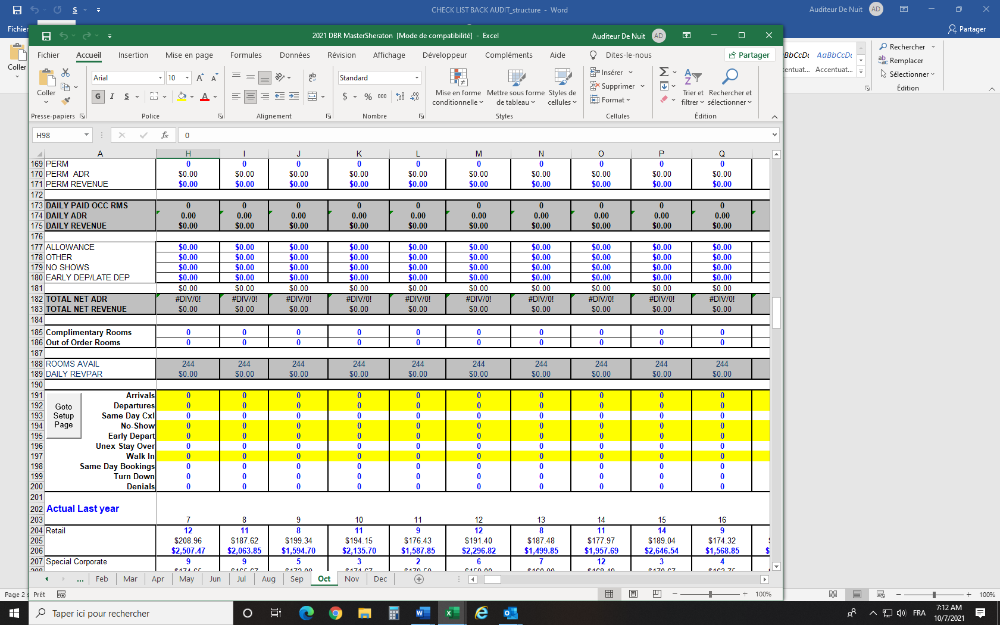 CHECK LIST BACK AUDIT_structure - Word
Auditeur De Nuit AD
Fichier
Partager
2021 DBR MasterSheraton [Mode de compatibilité] - Excel
Auditeur De Nuit AD
Fichier Accueil Insertion Mise en page Formules Données Révision Affichage Développeur Compléments Aide Dites-le-nous Partager
Coller
Arial 10
G I S
Standard
$ % 000
Mise en forme conditionnelle
Mettre sous forme de tableau
Styles de cellules
Insérer
Supprimer
Format
Trier et filtrer
Rechercher et sélectionner
Presse-papiers Police Alignement Nombre Styles Cellules Édition
Coller
AaBbCcDc
Accentuat...
Rechercher
Remplacer
Sélectionner
Édition
H98 fx 0
A H I J K L M N O P Q
169 PERM 0 0 0 0 0 0 0 0 0 0
170 PERM ADR $0.00 $0.00 $0.00 $0.00 $0.00 $0.00 $0.00 $0.00 $0.00 $0.00
171 PERM REVENUE $0.00 $0.00 $0.00 $0.00 $0.00 $0.00 $0.00 $0.00 $0.00 $0.00
172
173 DAILY PAID OCC RMS 0 0 0 0 0 0 0 0 0 0
174 DAILY ADR 0.00 0.00 0.00 0.00 0.00 0.00 0.00 0.00 0.00 0.00
175 DAILY REVENUE $0.00 $0.00 $0.00 $0.00 $0.00 $0.00 $0.00 $0.00 $0.00 $0.00
176
177 ALLOWANCE $0.00 $0.00 $0.00 $0.00 $0.00 $0.00 $0.00 $0.00 $0.00 $0.00
178 OTHER $0.00 $0.00 $0.00 $0.00 $0.00 $0.00 $0.00 $0.00 $0.00 $0.00
179 NO SHOWS $0.00 $0.00 $0.00 $0.00 $0.00 $0.00 $0.00 $0.00 $0.00 $0.00
180 EARLY DEP/LATE DEP $0.00 $0.00 $0.00 $0.00 $0.00 $0.00 $0.00 $0.00 $0.00 $0.00
181 $0.00 $0.00 $0.00 $0.00 $0.00 $0.00 $0.00 $0.00 $0.00 $0.00
182 TOTAL NET ADR #DIV/0! #DIV/0! #DIV/0! #DIV/0! #DIV/0! #DIV/0! #DIV/0! #DIV/0! #DIV/0! #DIV/0!
183 TOTAL NET REVENUE $0.00 $0.00 $0.00 $0.00 $0.00 $0.00 $0.00 $0.00 $0.00 $0.00
184
185 Complimentary Rooms 0 0 0 0 0 0 0 0 0 0
186 Out of Order Rooms 0 0 0 0 0 0 0 0 0 0
187
188 ROOMS AVAIL 244 244 244 244 244 244 244 244 244 244
189 DAILY REVPAR $0.00 $0.00 $0.00 $0.00 $0.00 $0.00 $0.00 $0.00 $0.00 $0.00
190
191 Arrivals 0 0 0 0 0 0 0 0 0 0
192 Departures 0 0 0 0 0 0 0 0 0 0
193 Same Day Cxl 0 0 0 0 0 0 0 0 0 0
194 No-Show 0 0 0 0 0 0 0 0 0 0
195 Early Depart 0 0 0 0 0 0 0 0 0 0
196 Unex Stay Over 0 0 0 0 0 0 0 0 0 0
197 Walk In 0 0 0 0 0 0 0 0 0 0
198 Same Day Bookings 0 0 0 0 0 0 0 0 0 0
199 Turn Down 0 0 0 0 0 0 0 0 0 0
200 Denials 0 0 0 0 0 0 0 0 0 0
Goto
Setup
Page
201
202 Actual Last year
203 7 8 9 10 11 12 13 14 15 16
204 Retail 12 11 8 11 9 12 8 11 14 9
205 $208.96 $187.62 $199.34 $194.15 $176.43 $191.40 $187.48 $177.97 $189.04 $174.32
206 $2,507.47 $2,063.85 $1,594.70 $2,135.70 $1,587.85 $2,296.82 $1,499.85 $1,957.69 $2,646.54 $1,568.85
207 Special Corporate 9 9 5 3 2 6 7 12 3 4
... Feb Mar Apr May Jun Jul Aug Sep Oct Nov Dec
Page 2 Prêt 100% 100%
Taper ici pour rechercher
FRA
7:12 AM
10/7/2021